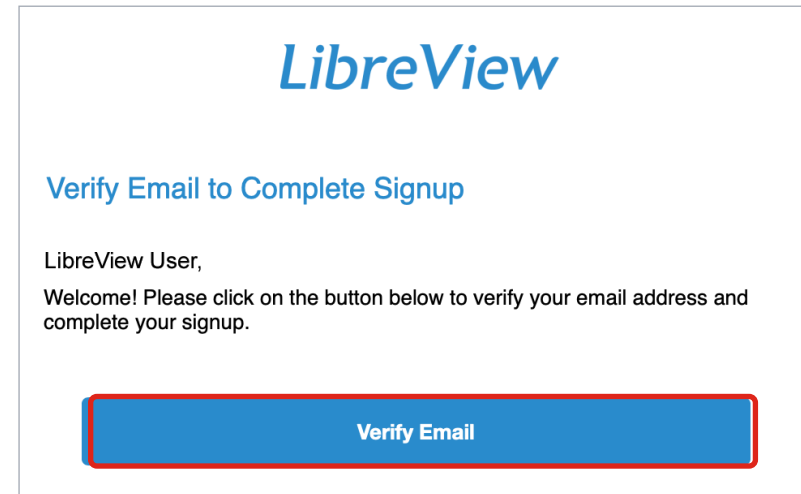 LibreView
Verify Email to Complete Signup
LibreView User,
Welcome! Please click on the button below to verify your email address and
complete your signup.
Verify Email